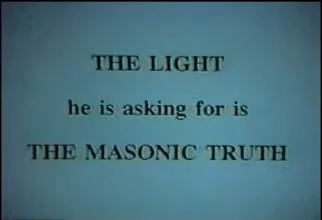 THE LIGHT
he is asking for is
THE MASONIC TRUTH